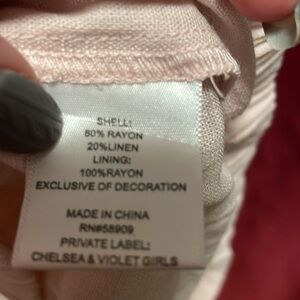 SHELL:
80% RAYON
20%LINEN
LINING:
100%RAYON
EXCLUSIVE OF DECORATION
MADE IN CHINA
RN#58909
PRIVATE LABEL:
CHELSEA & VIOLET GIRLS